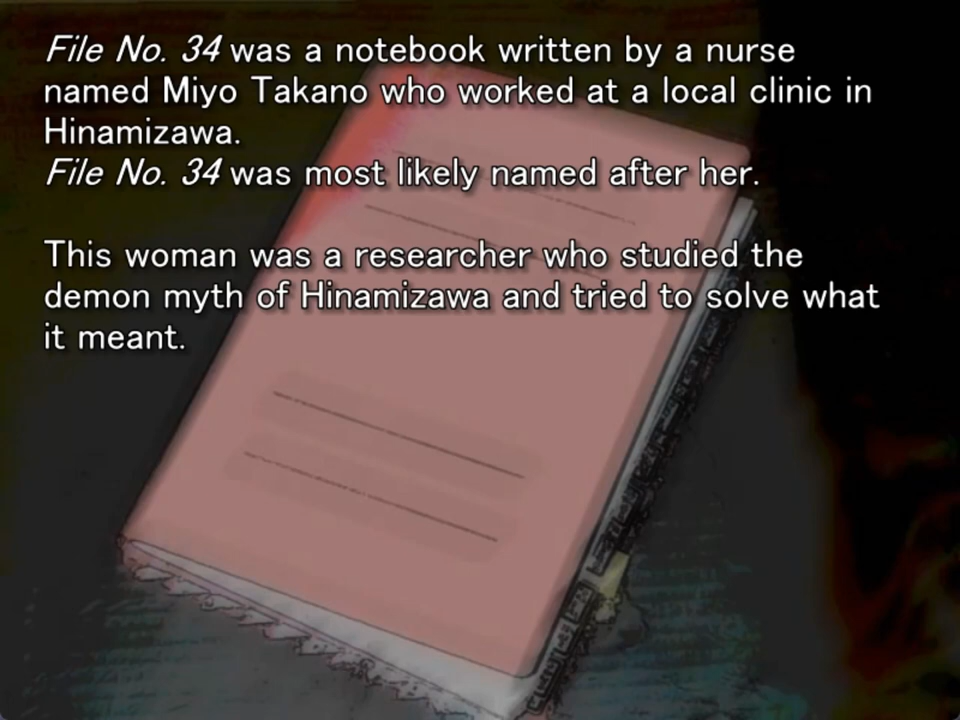 File No. 34 was a notebook written by a nurse
named Miyo Takano who worked at a local clinic in
Hinamizawa.
File No. 34 was most likely named after her.
This woman was a researcher who studied the
demon myth of Hinamizawa and tried to solve what
it meant.